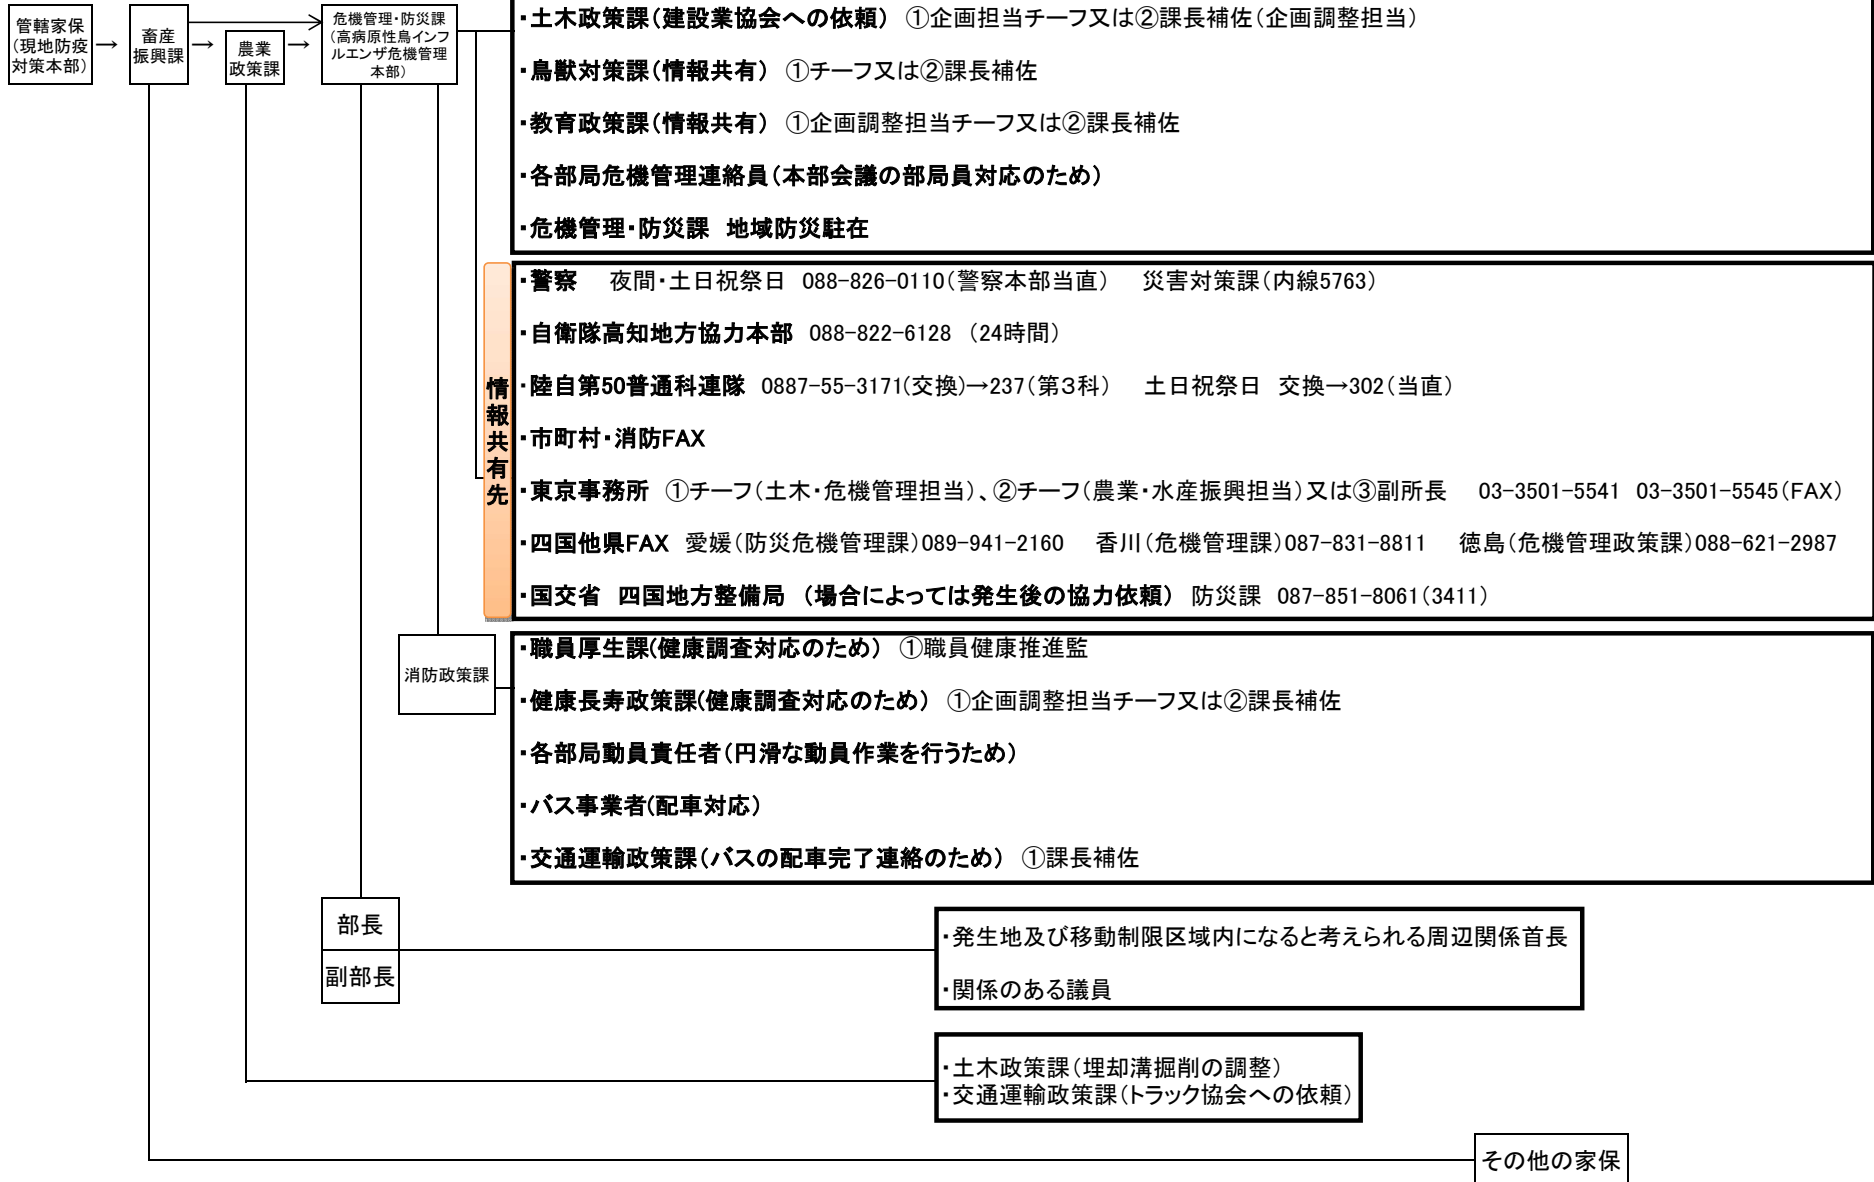 管轄家保
(現地防疫
対策本部)
→
畜産
振興課
→
農業
政策課
→
危機管理・防災課
(高病原性鳥インフ
ルエンザ危機管理
本部)
・土木政策課(建設業協会への依頼) ①企画担当チーフ又は②課長補佐(企画調整担当)
・鳥獣対策課(情報共有) ①チーフ又は②課長補佐
・教育政策課(情報共有) ①企画調整担当チーフ又は②課長補佐
・各部局危機管理連絡員(本部会議の部局員対応のため)
・危機管理・防災課 地域防災駐在
情報共有先
・警察 夜間・土日祝祭日 088-826-0110(警察本部当直) 災害対策課(内線5763)
・自衛隊高知地方協力本部 088-822-6128 (24時間)
・陸自第50普通科連隊 0887-55-3171(交換)→237(第3科) 土日祝祭日 交換→302(当直)
・市町村・消防FAX
・東京事務所 ①チーフ(土木・危機管理担当)、②チーフ(農業・水産振興担当)又は③副所長 03-3501-5541 03-3501-5545(FAX)
・四国他県FAX 愛媛(防災危機管理課)089-941-2160 香川(危機管理課)087-831-8811 徳島(危機管理政策課)088-621-2987
・国交省 四国地方整備局 (場合によっては発生後の協力依頼) 防災課 087-851-8061(3411)
消防政策課
・職員厚生課(健康調査対応のため) ①職員健康推進監
・健康長寿政策課(健康調査対応のため) ①企画調整担当チーフ又は②課長補佐
・各部局動員責任者(円滑な動員作業を行うため)
・バス事業者(配車対応)
・交通運輸政策課(バスの配車完了連絡のため) ①課長補佐
部長
副部長
・発生地及び移動制限区域内になると考えられる周辺関係首長
・関係のある議員
・土木政策課(埋却溝掘削の調整)
・交通運輸政策課(トラック協会への依頼)
その他の家保